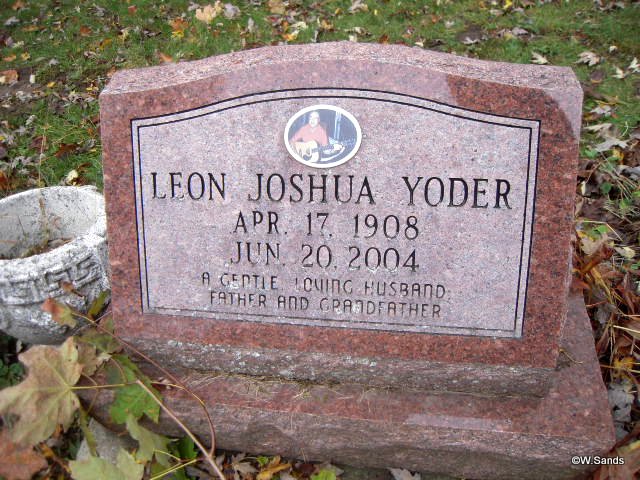 LEON JOSHUA YODER
APR. 17, 1908
JUN. 20, 2004
A GENTLE, LOVING HUSBAND,
FATHER AND GRANDFATHER
©W.Sands